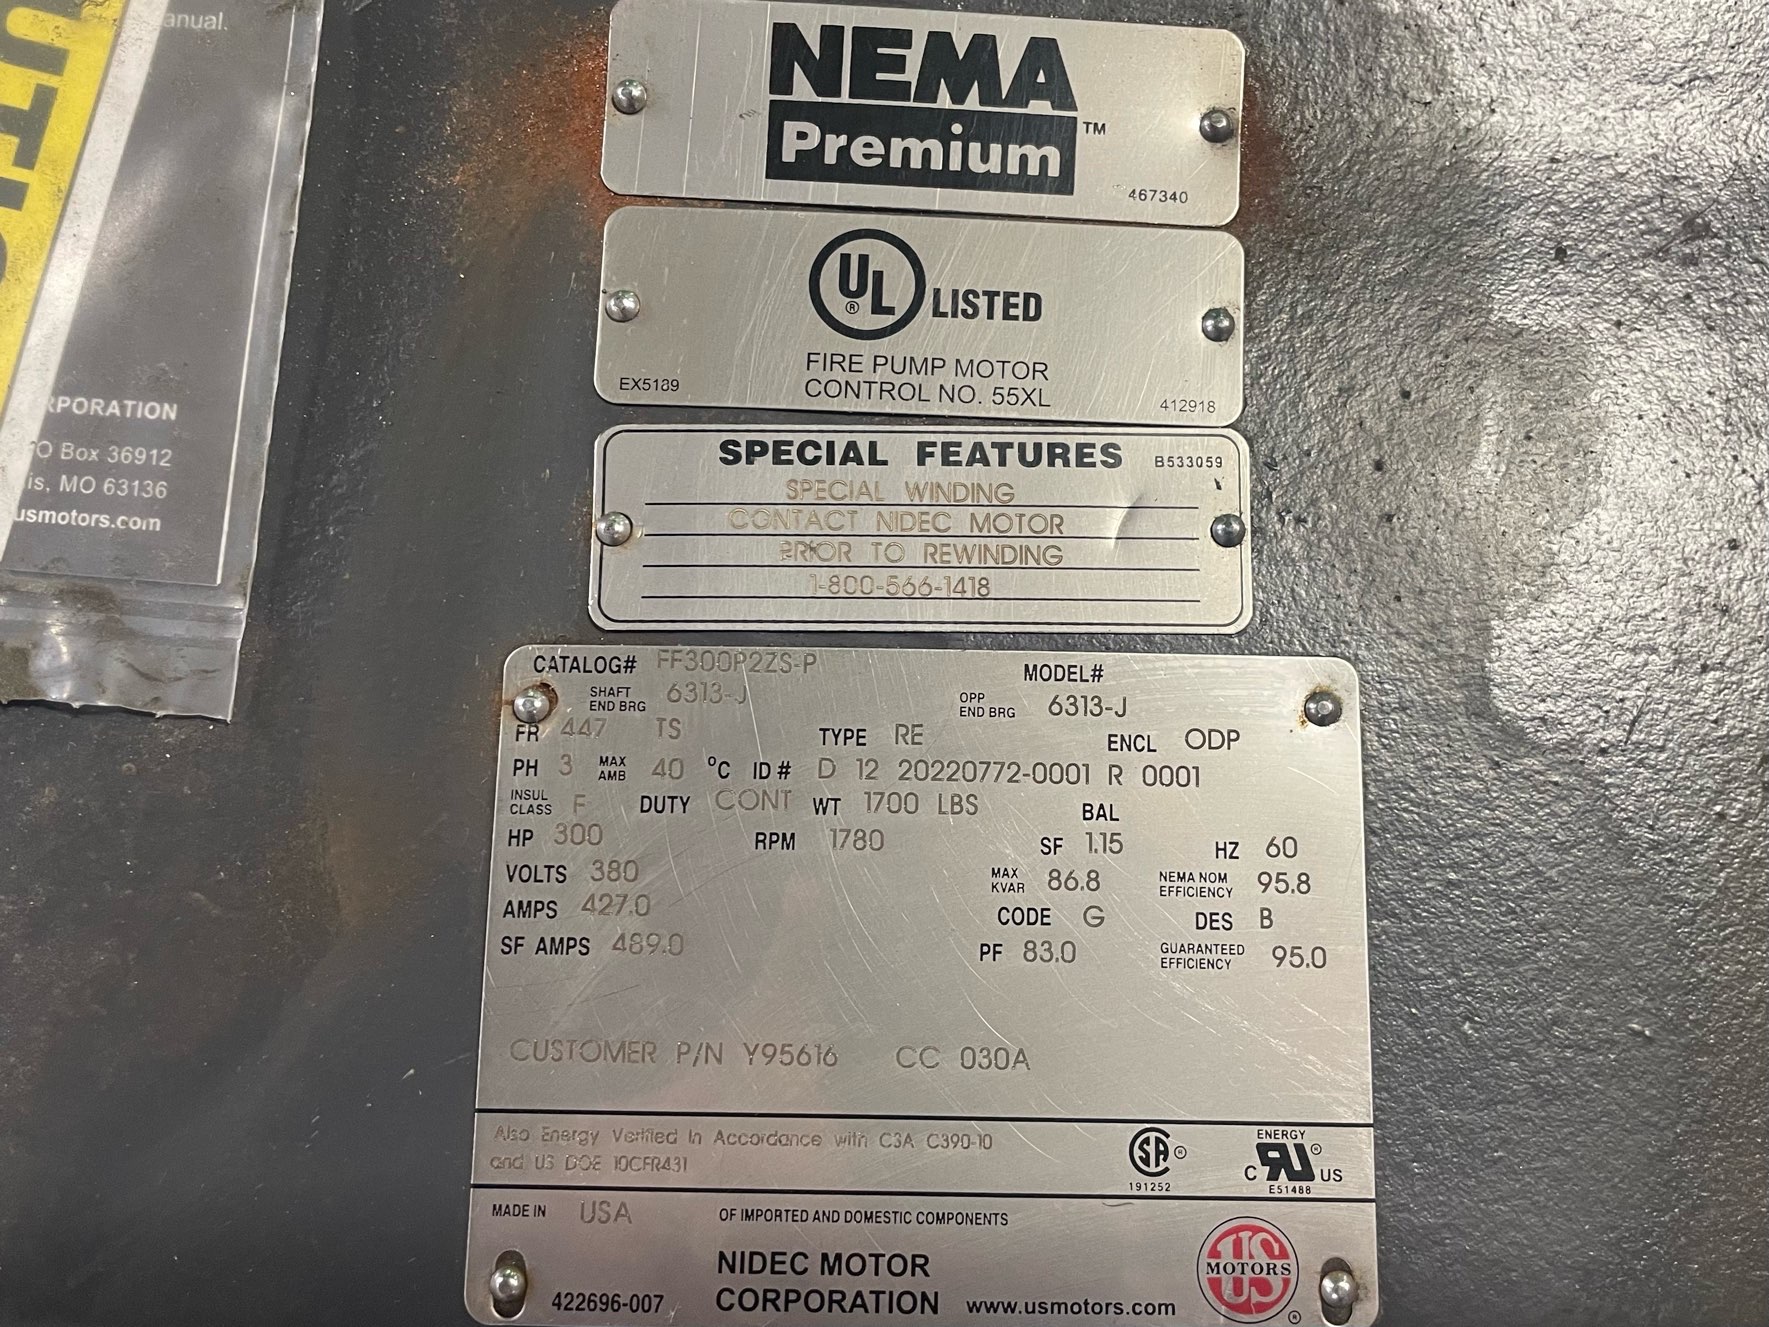 anual.
RPORATION
PO Box 36912
is, MO 63136
usmotors.com
NEMA
Premium ™
467340
UL ® LISTED
FIRE PUMP MOTOR
EX5189 CONTROL NO. 55XL 412918
SPECIAL FEATURES B533059
SPECIAL WINDING
CONTACT NIDEC MOTOR
PRIOR TO REWINDING
1-800-566-1418
CATALOG# FF300P2ZS-P MODEL#
SHAFT END BRG 6313-J OPP END BRG 6313-J
FR 447 TS TYPE RE ENCL ODP
PH 3 MAX AMB 40 °C ID# D 12 20220772-0001 R 0001
INSUL CLASS F DUTY CONT WT 1700 LBS BAL
HP 300 RPM 1780 SF 1.15 HZ 60
VOLTS 380 MAX KVAR 86.8 NEMA NOM EFFICIENCY 95.8
AMPS 427.0 CODE G DES B
SF AMPS 489.0 PF 83.0 GUARANTEED EFFICIENCY 95.0
CUSTOMER P/N Y95616 CC 030A
Also Energy Verified In Accordance with CSA C390-10
and US DOE 10CFR431
SA ®
191252
ENERGY
C RU ® US
E51488
MADE IN USA OF IMPORTED AND DOMESTIC COMPONENTS
NIDEC MOTOR
422696-007 CORPORATION www.usmotors.com
US
MOTORS
®